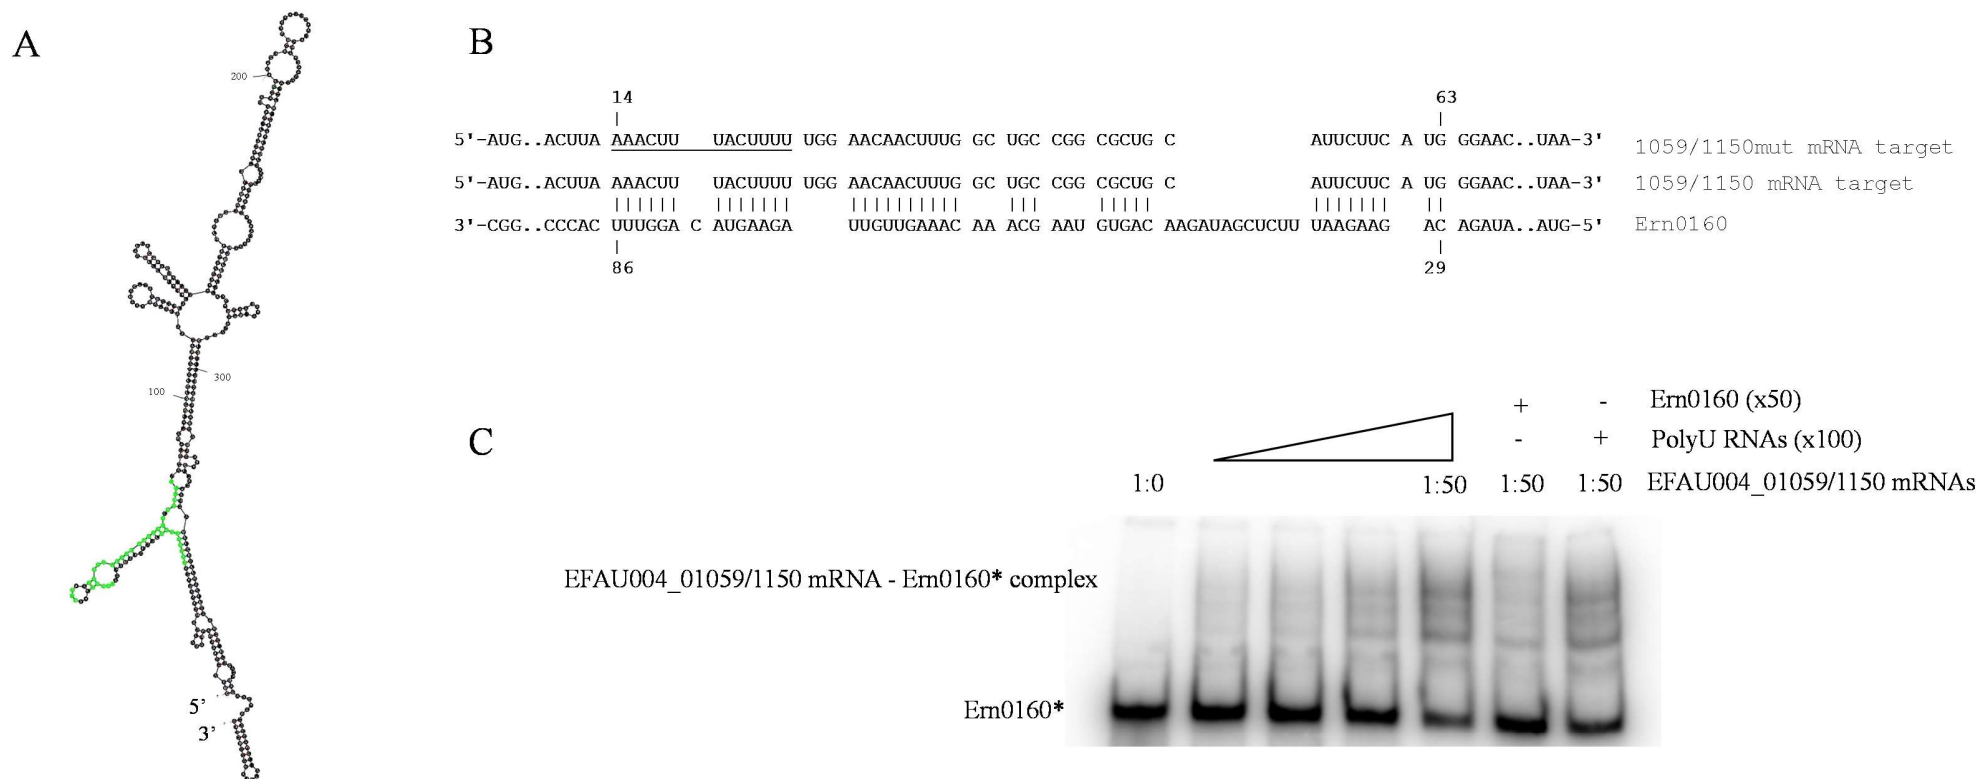 A
200
300
100
5’
3’
B
14 63
5'-AUG..ACUUA AAACUU UACUUUU UGG AACAACUUUG GC UGC CGG CGCUG C AUUCUUC A UG GGAAC..UAA-3' 1059/1150mut mRNA target
5'-AUG..ACUUA AAACUU UACUUUU UGG AACAACUUUG GC UGC CGG CGCUG C AUUCUUC A UG GGAAC..UAA-3' 1059/1150 mRNA target
3'-CGG..CCCAC UUUGGA C AUGAAGA UUGUUGAAAC AA ACG AAU GUGAC AAGAUAGCUCUU UAAGAAG AC AGAUA..AUG-5' Ern0160
86 29
C
+ - Ern0160 (x50)
- + PolyU RNAs (x100)
1:0 1:50 1:50 1:50 EFAU004_01059/1150 mRNAs
EFAU004_01059/1150 mRNA - Ern0160* complex
Ern0160*